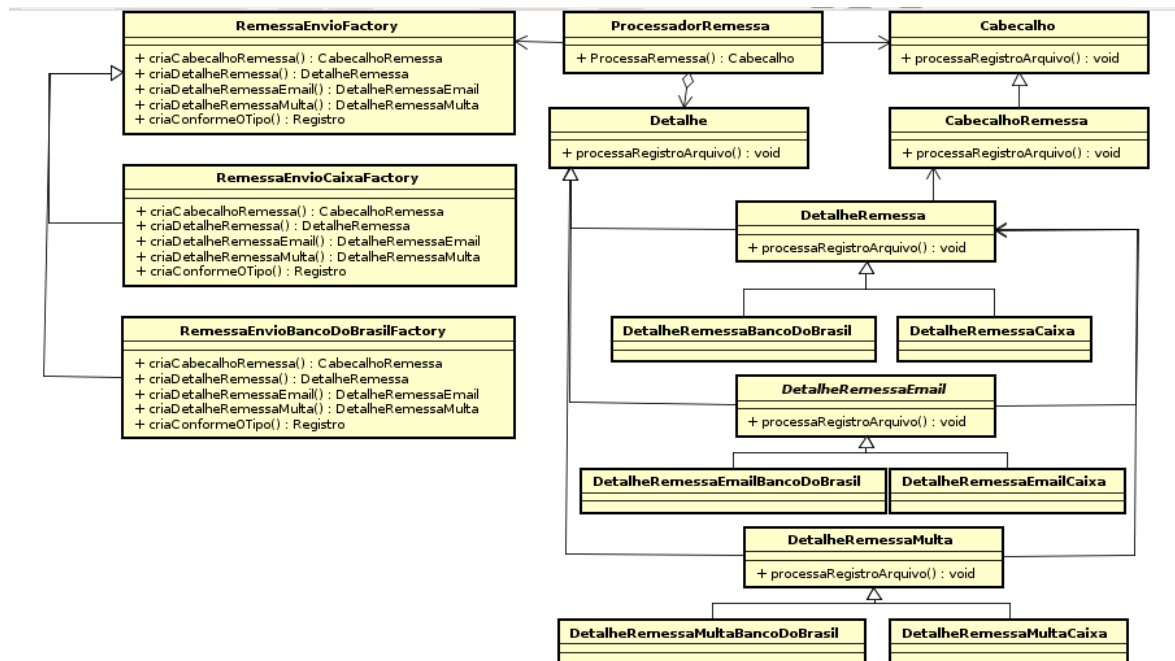 RemessaEnvioFactory
+ criaCabecalhoRemessa() : CabecalhoRemessa
+ criaDetalheRemessa() : DetalheRemessa
+ criaDetalheRemessaEmail() : DetalheRemessaEmail
+ criaDetalheRemessaMulta() : DetalheRemessaMulta
+ criaConformeOTipo() : Registro
ProcessadorRemessa
+ ProcessaRemessa() : Cabecalho
Cabecalho
+ processaRegistroArquivo() : void
Detalhe
+ processaRegistroArquivo() : void
CabecalhoRemessa
+ processaRegistroArquivo() : void
RemessaEnvioCaixaFactory
+ criaCabecalhoRemessa() : CabecalhoRemessa
+ criaDetalheRemessa() : DetalheRemessa
+ criaDetalheRemessaEmail() : DetalheRemessaEmail
+ criaDetalheRemessaMulta() : DetalheRemessaMulta
+ criaConformeOTipo() : Registro
DetalheRemessa
+ processaRegistroArquivo() : void
RemessaEnvioBancoDoBrasilFactory
+ criaCabecalhoRemessa() : CabecalhoRemessa
+ criaDetalheRemessa() : DetalheRemessa
+ criaDetalheRemessaEmail() : DetalheRemessaEmail
+ criaDetalheRemessaMulta() : DetalheRemessaMulta
+ criaConformeOTipo() : Registro
DetalheRemessaBancoDoBrasil
DetalheRemessaCaixa
DetalheRemessaEmail
+ processaRegistroArquivo() : void
DetalheRemessaEmailBancoDoBrasil
DetalheRemessaEmailCaixa
DetalheRemessaMulta
+ processaRegistroArquivo() : void
DetalheRemessaMultaBancoDoBrasil
DetalheRemessaMultaCaixa